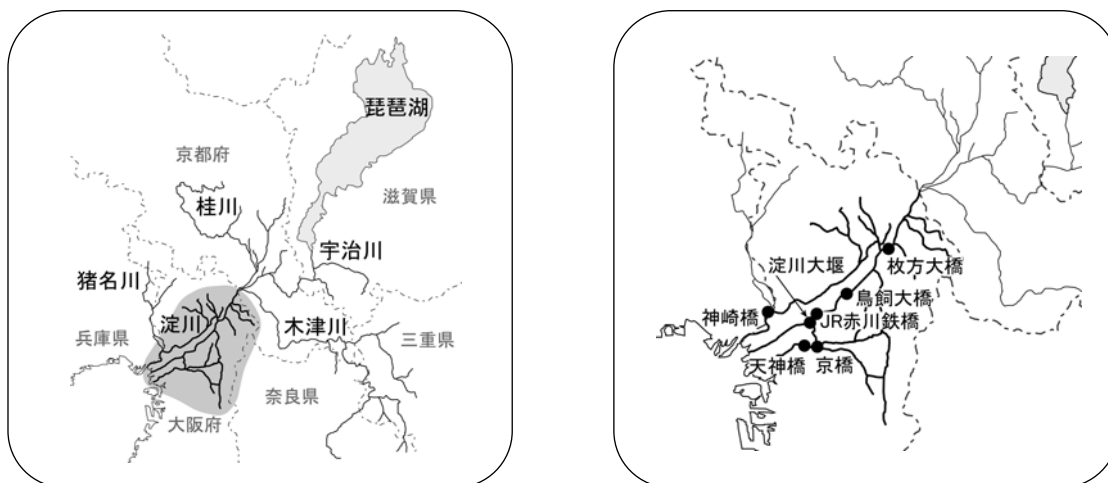 琵琶湖
京都府
滋賀県
桂川
宇治川
猪名川
淀川
木津川
兵庫県
三重県
奈良県
大阪府
淀川大堰
枚方大橋
鳥飼大橋
神崎橋
JR赤川鉄橋
天神橋
京橋